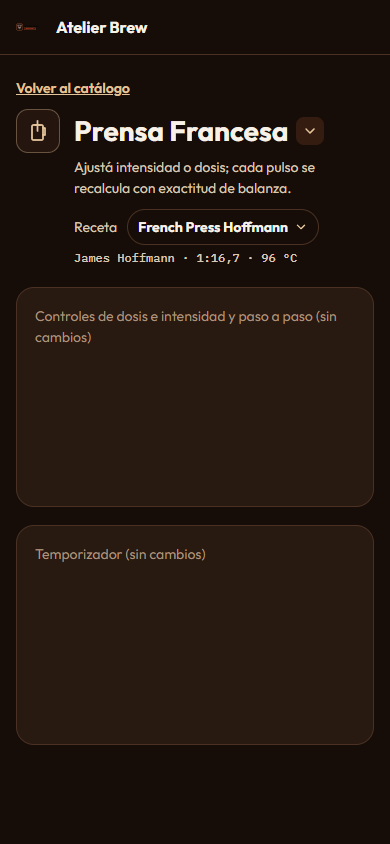 Atelier Brew
Volver al catálogo
Prensa Francesa
Ajustá intensidad o dosis; cada pulso se
recalcula con exactitud de balanza.
Receta French Press Hoffmann
James Hoffmann · 1:16,7 · 96 °C
Controles de dosis e intensidad y paso a paso (sin
cambios)
Temporizador (sin cambios)